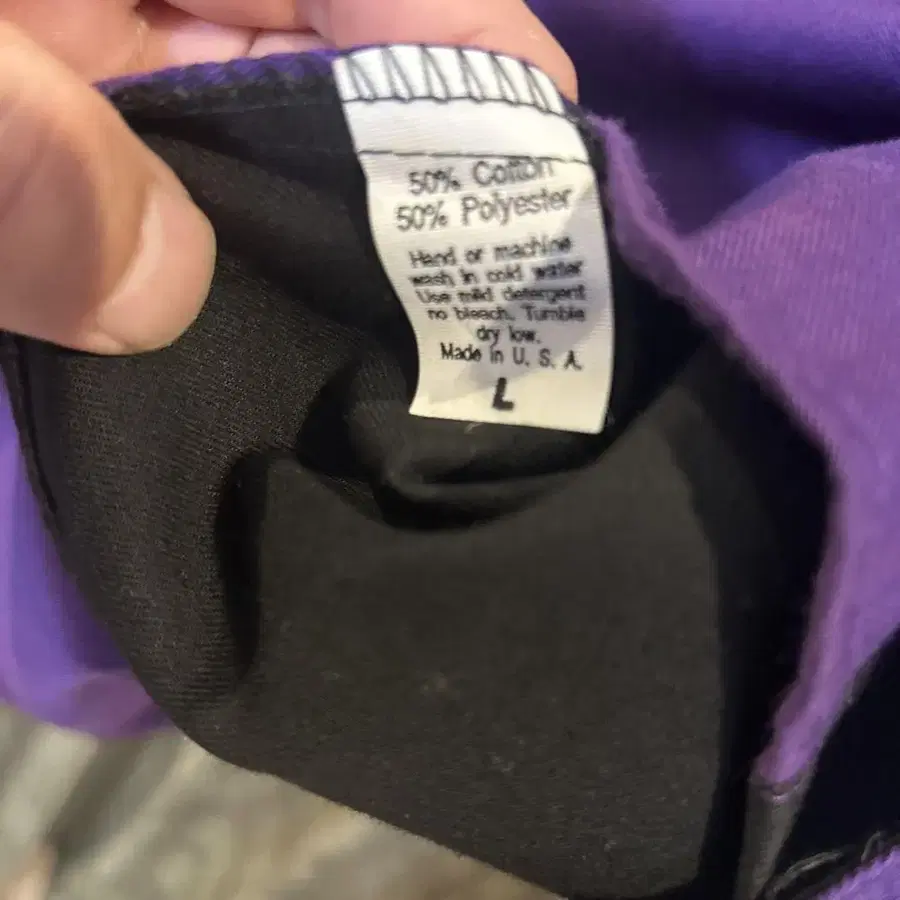 50% Cotton
50% Polyester
Hand or machine
wash in cold water
Use mild detergent
no bleach. Tumble
dry low.
Made in U. S. A.
L